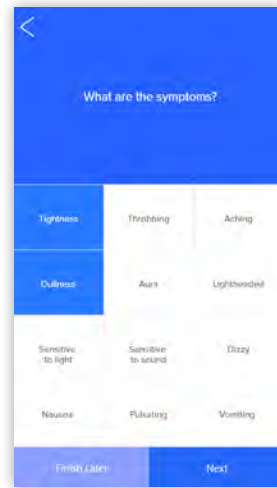 What are the symptoms?
Tightness
Throbbing
Aching
Dullness
Aura
Lightheaded
Sensitive
to light
Sensitive
to sound
Dizzy
Nausea
Pulsating
Vomiting
Finish Later
Next